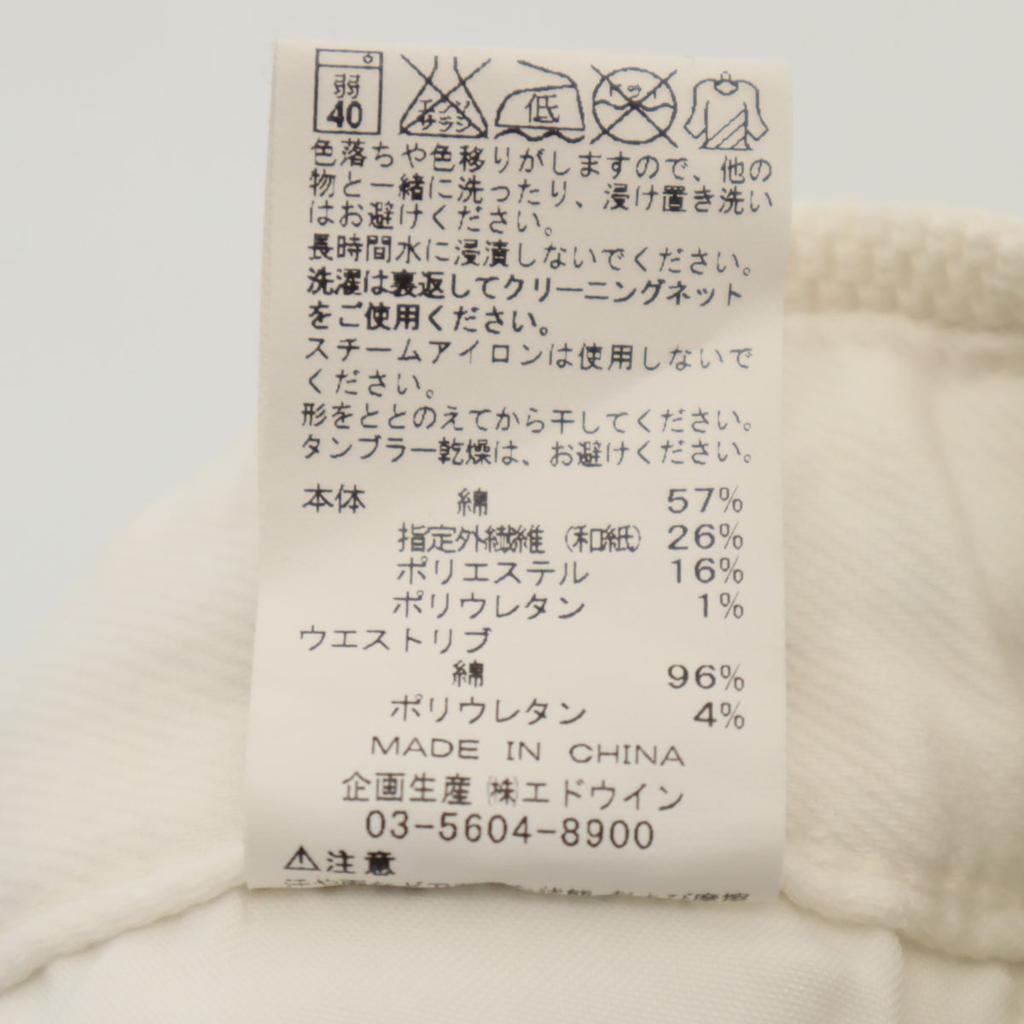 弱
40
エンソ
サラシ
低
ドライ
色落ちや色移りがしますので、他の
物と一緒に洗ったり、浸け置き洗い
はお避けください。
長時間水に浸漬しないでください。
洗濯は裏返してクリーニングネット
をご使用ください。
スチームアイロンは使用しないで
ください。
形をととのえてから干してください。
タンブラー乾燥は、お避けください。
本体 綿 57%
指定外繊維(和紙) 26%
ポリエステル 16%
ポリウレタン 1%
ウエストリブ
綿 96%
ポリウレタン 4%
MADE IN CHINA
企画生産 ㈱エドウイン
03-5604-8900
⚠注意